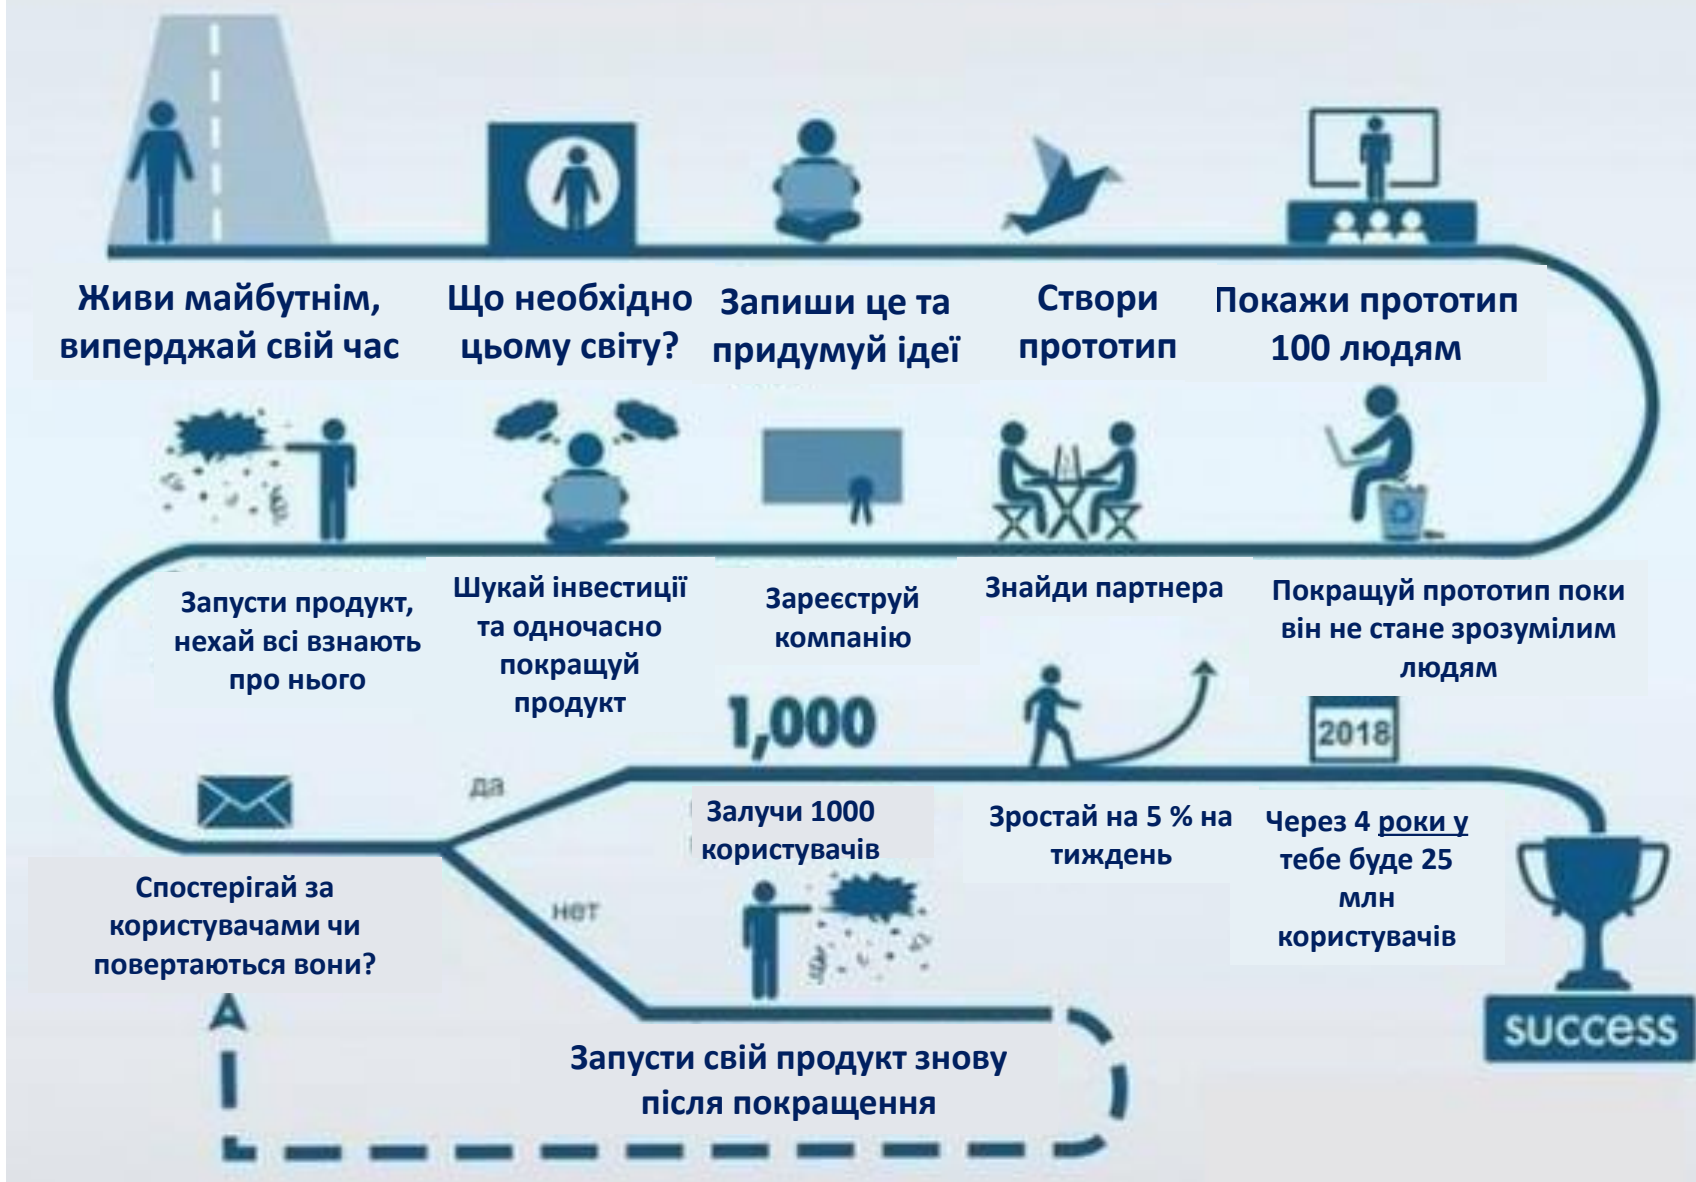 Живи майбутнім,
виперджай свій час
Що необхідно
цьому світу?
Запиши це та
придумуй ідеї
Створи
прототип
Покажи прототип
100 людям
Покращуй прототип поки
він не стане зрозумілим
людям
Знайди партнера
Зареєструй
компанію
Шукай інвестиції
та одночасно
покращуй
продукт
Запусти продукт,
нехай всі взнають
про нього
Спостерігай за
користувачами чи
повертаються вони?
да
1,000
Залучи 1000
користувачів
Зростай на 5 % на
тиждень
2018
Через 4 роки у
тебе буде 25
млн
користувачів
success
нет
Запусти свій продукт знову
після покращення